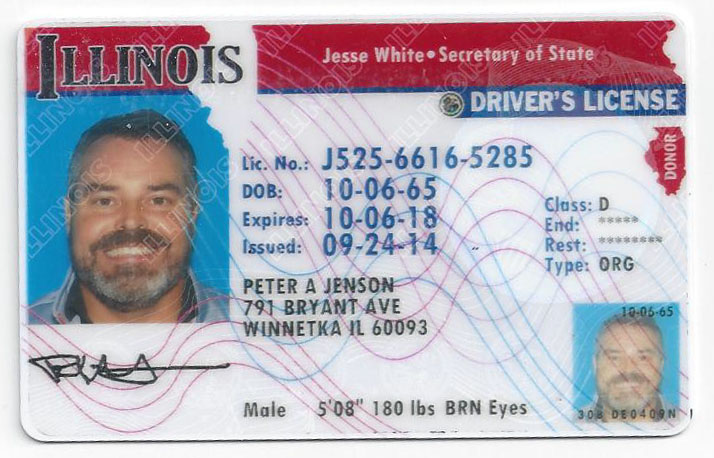 ILLINOIS
Jesse White • Secretary of State
DRIVER'S LICENSE
DONOR
Lic. No.: J525-6616-5285
DOB: 10-06-65
Expires: 10-06-18
Issued: 09-24-14
Class: D
End: *****
Rest: ********
Type: ORG
PETER A JENSON
791 BRYANT AVE
WINNETKA IL 60093
10-06-65
308 DE0409N
Male 5'08" 180 lbs BRN Eyes